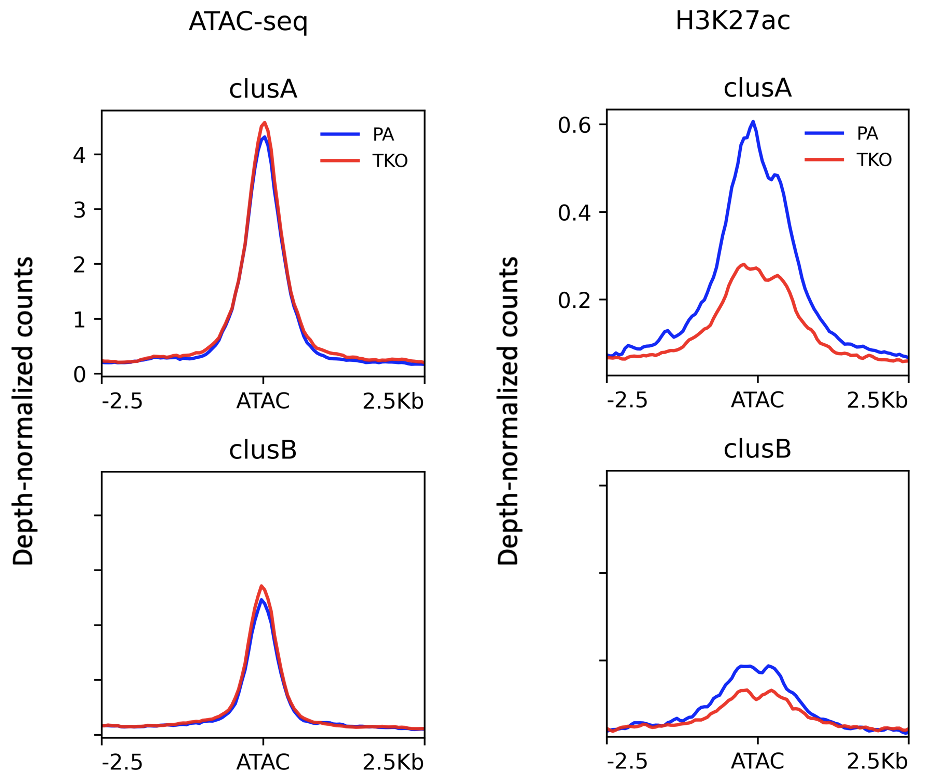 ATAC-seq
H3K27ac
clusA
clusA
Depth-normalized counts
4
3
2
1
0
PA
TKO
-2.5
ATAC
2.5Kb
Depth-normalized counts
0.6
0.4
0.2
PA
TKO
-2.5
ATAC
2.5Kb
clusB
clusB
-2.5
ATAC
2.5Kb
-2.5
ATAC
2.5Kb